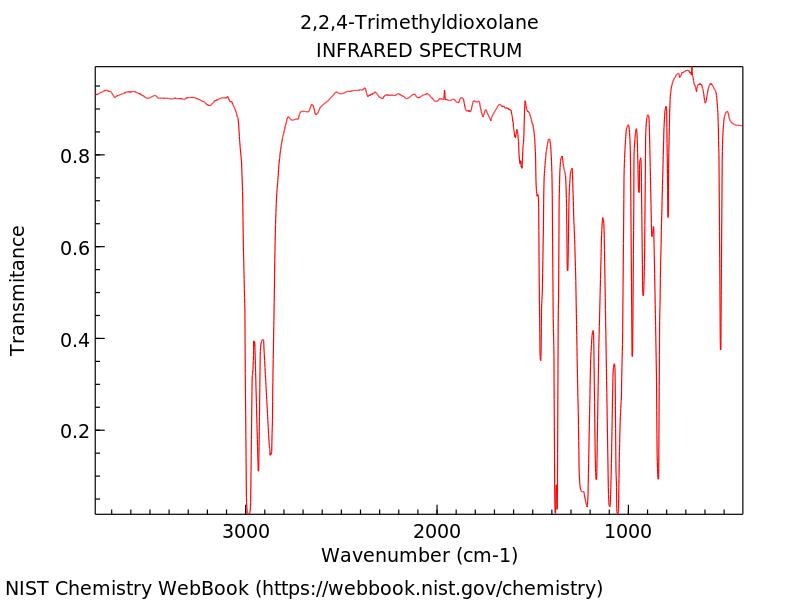 2,2,4-Trimethyldioxolane
INFRARED SPECTRUM
0.8
0.6
0.4
0.2
Transmitance
3000 2000 1000
Wavenumber (cm-1)
NIST Chemistry WebBook (https://webbook.nist.gov/chemistry)